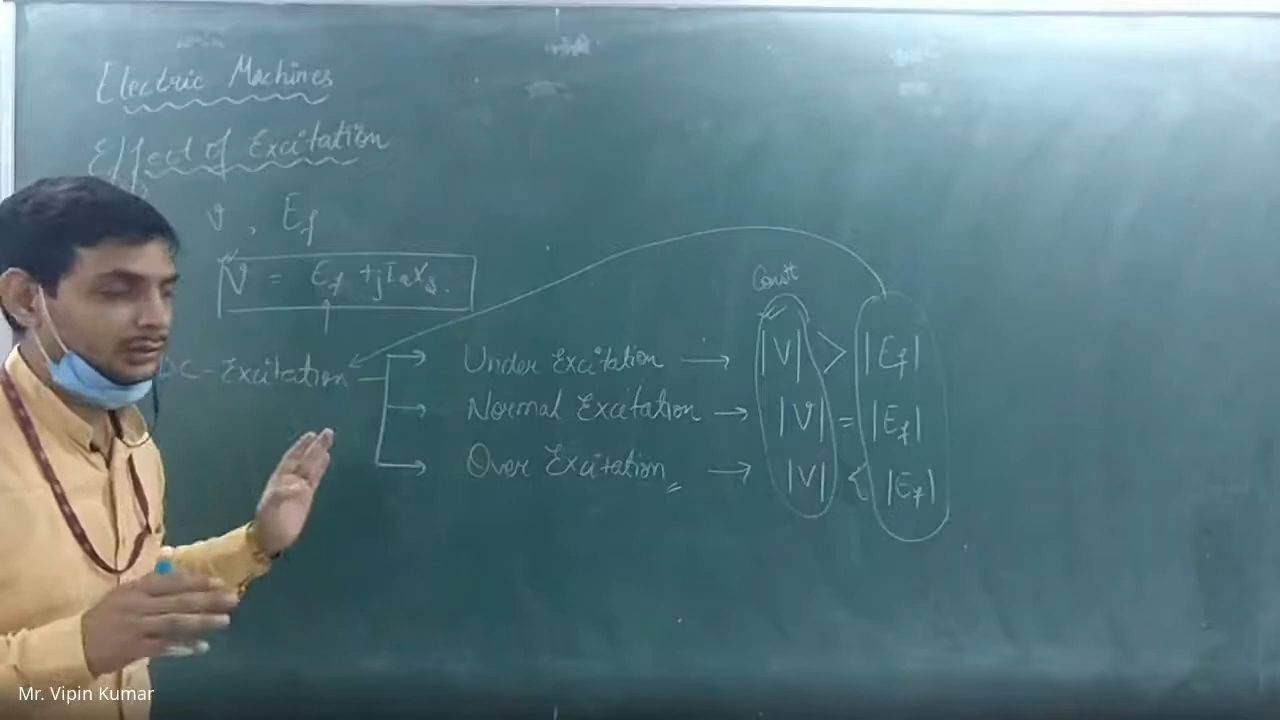 Electric Machines
Effect of Excitation
V , Ef
V = Ef + jIaXs.
DC-Excitation
Const
Under Excitation → |V| > |Ef|
Normal Excitation → |V| = |Ef|
Over Excitation → |V| < |Ef|
Mr. Vipin Kumar